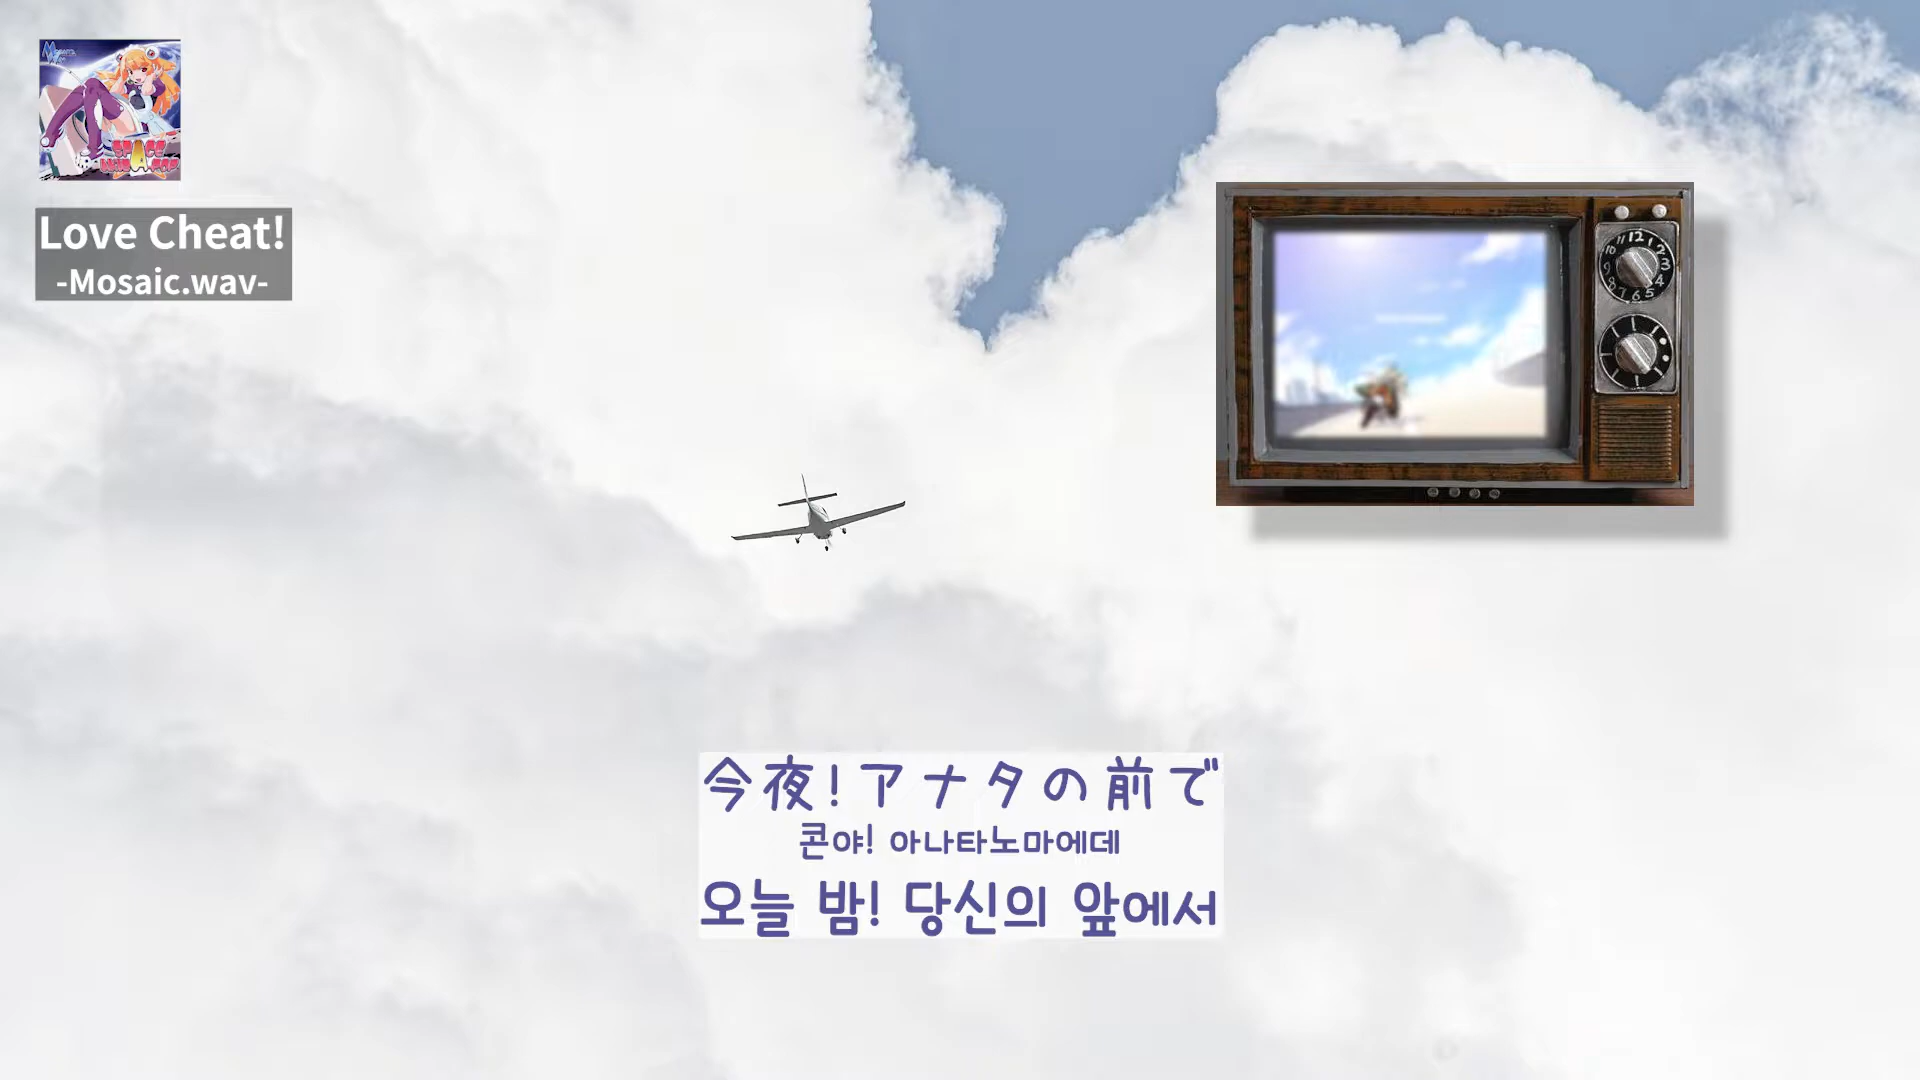 Love Cheat!
-Mosaic.wav-
今夜!アナタの前で
콘야! 아나타노마에데
오늘 밤! 당신의 앞에서